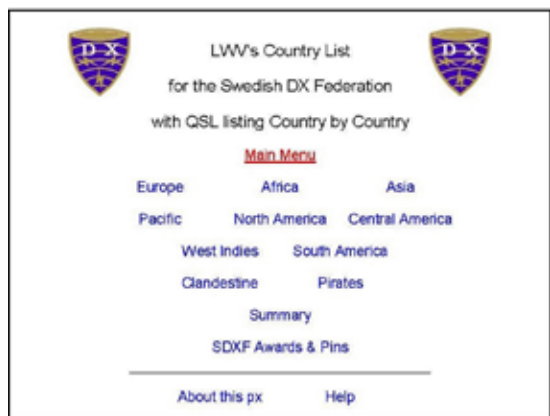 DX LWV's Country List DX
for the Swedish DX Federation
with QSL listing Country by Country
Main Menu
Europe Africa Asia
Pacific North America Central America
West Indies South America
Clandestine Pirates
Summary
SDXF Awards & Pins
About this px Help